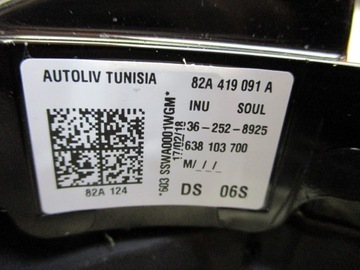 AUTOLIV TUNISIA
82A 419 091 A
INU SOUL
36-252-8925
638 103 700
M/_/_/
DS 06S
82A 124
*603 SSWA0001WGM*
17/02/18